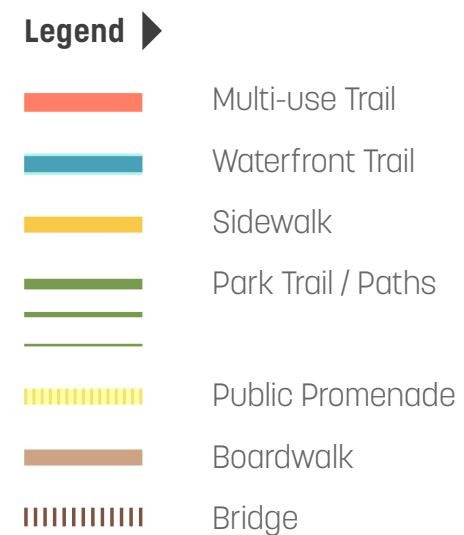 Legend
Multi-use Trail
Waterfront Trail
Sidewalk
Park Trail / Paths
Public Promenade
Boardwalk
Bridge